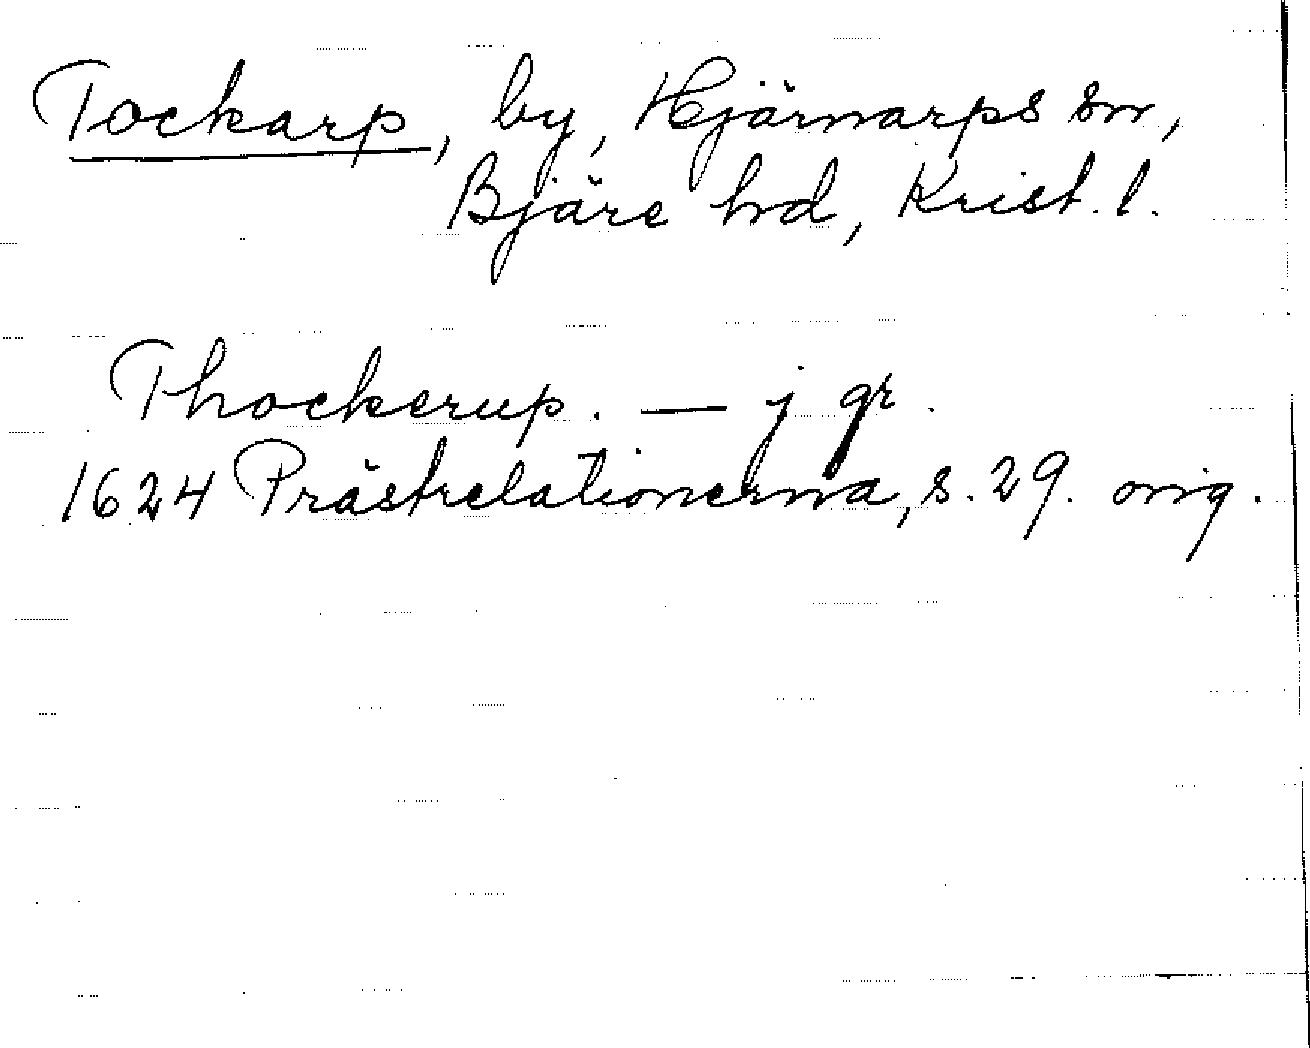 Tockarp, by, Hjärnarps sn,
Bjäre hd, Krist. l.
Thockerup. — j gr.
1624 Prästrelationerna, s. 29. orig.